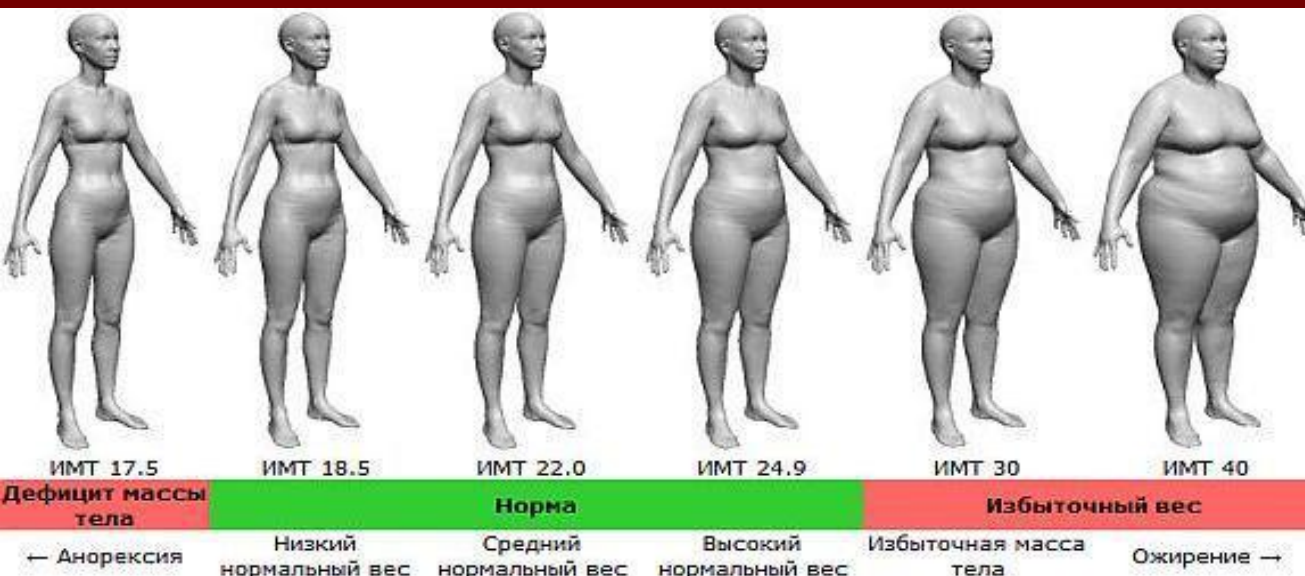 ИМТ 17.5 ИМТ 18.5 ИМТ 22.0 ИМТ 24.9 ИМТ 30 ИМТ 40
Дефицит массы
тела
Норма
Избыточный вес
← Анорексия
Низкий
нормальный вес
Средний
нормальный вес
Высокий
нормальный вес
Избыточная масса
тела
Ожирение →